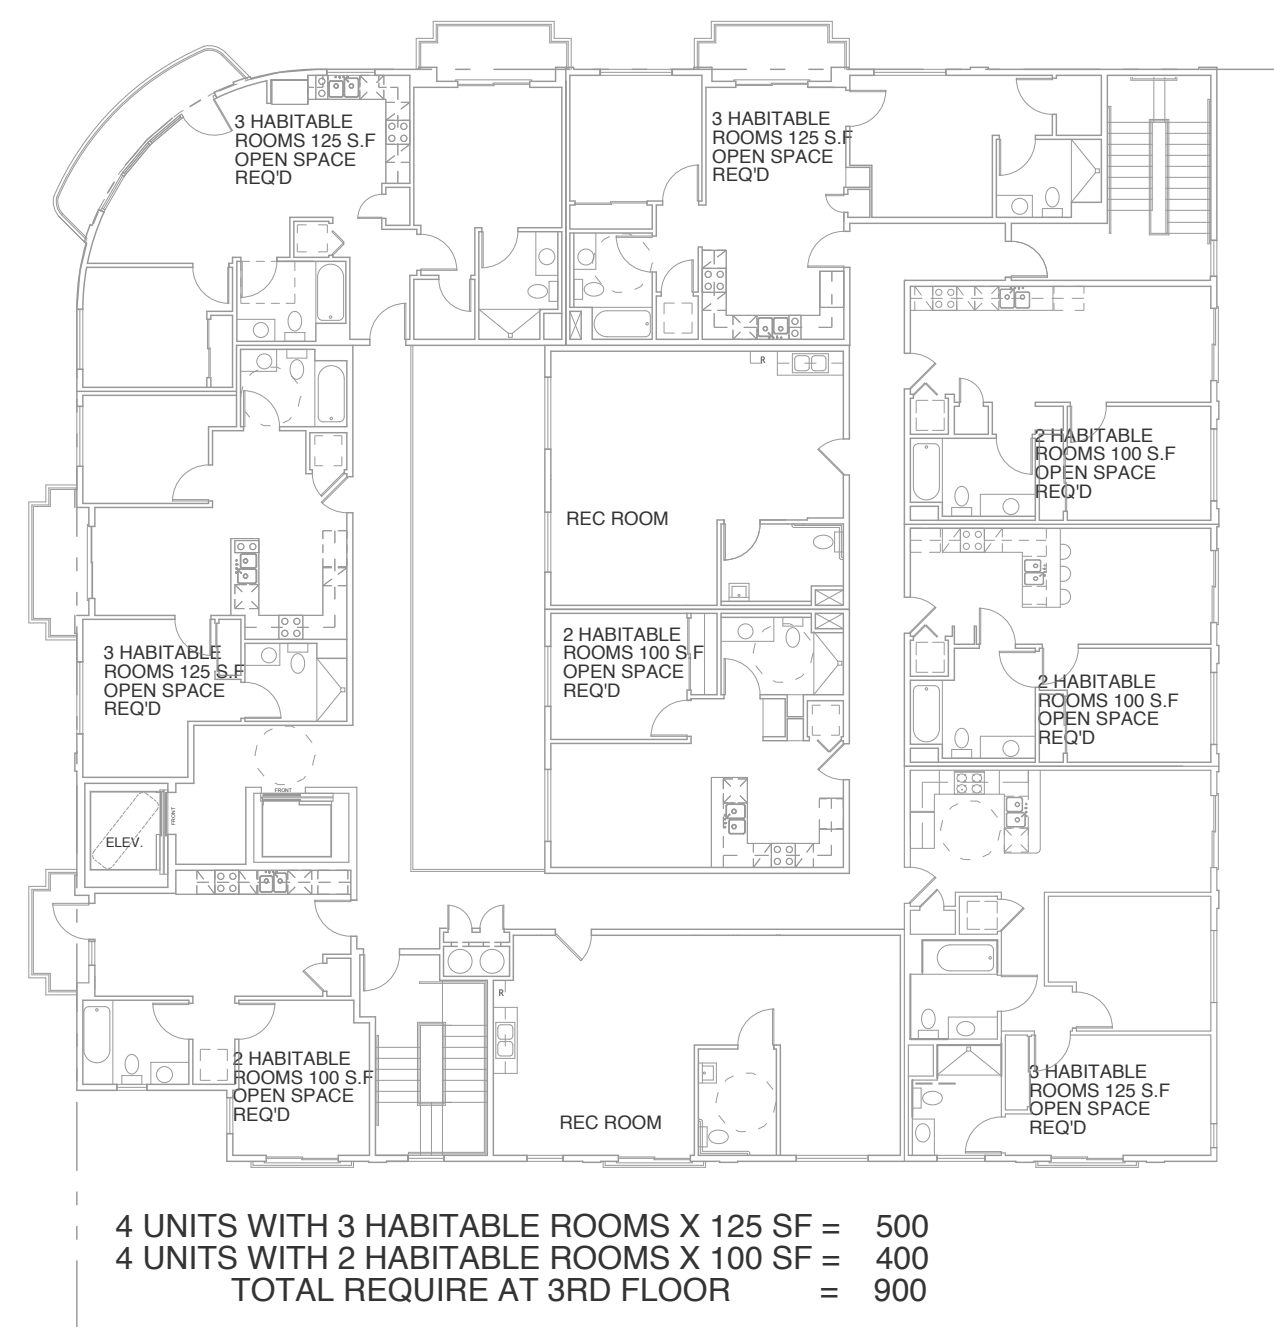 3 HABITABLE
ROOMS 125 S.F
OPEN SPACE
REQ'D
3 HABITABLE
ROOMS 125 S.F
OPEN SPACE
REQ'D
R
2 HABITABLE
ROOMS 100 S.F
OPEN SPACE
REQ'D
REC ROOM
2 HABITABLE
ROOMS 100 S.F
OPEN SPACE
REQ'D
3 HABITABLE
ROOMS 125 S.F
OPEN SPACE
REQ'D
2 HABITABLE
ROOMS 100 S.F
OPEN SPACE
REQ'D
FRONT
FRONT
ELEV.
R
2 HABITABLE
ROOMS 100 S.F
OPEN SPACE
REQ'D
3 HABITABLE
ROOMS 125 S.F
OPEN SPACE
REQ'D
REC ROOM
4 UNITS WITH 3 HABITABLE ROOMS X 125 SF = 500
4 UNITS WITH 2 HABITABLE ROOMS X 100 SF = 400
TOTAL REQUIRE AT 3RD FLOOR = 900